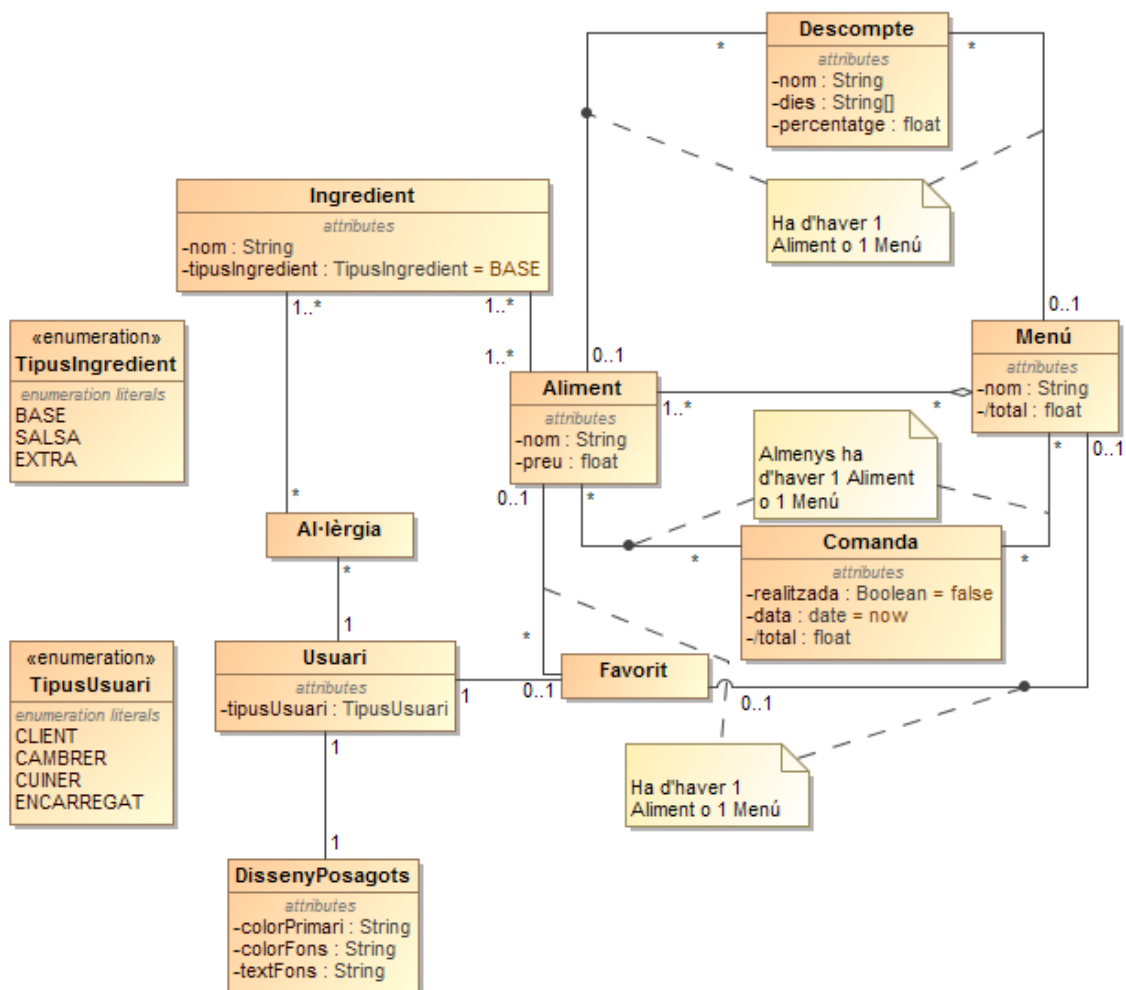 Descompte
attributes
-nom : String
-dies : String[]
-percentatge : float
*
*
Ha d'haver 1
Aliment o 1 Menú
Ingredient
attributes
-nom : String
-tipusIngredient : TipusIngredient = BASE
1..*
1..*
1..*
0..1
0..1
«enumeration»
TipusIngredient
enumeration literals
BASE
SALSA
EXTRA
Aliment
attributes
-nom : String
-preu : float
1..*
*
0..1
*
Menú
attributes
-nom : String
-/total : float
*
0..1
Almenys ha
d'haver 1 Aliment
o 1 Menú
*
Al·lèrgia
*
Comanda
attributes
-realitzada : Boolean = false
-data : date = now
-/total : float
*
*
«enumeration»
TipusUsuari
enumeration literals
CLIENT
CAMBRER
CUINER
ENCARREGAT
1
Usuari
attributes
-tipusUsuari : TipusUsuari
1
0..1
*
Favorit
0..1
1
Ha d'haver 1
Aliment o 1 Menú
1
DissenyPosagots
attributes
-colorPrimari : String
-colorFons : String
-textFons : String